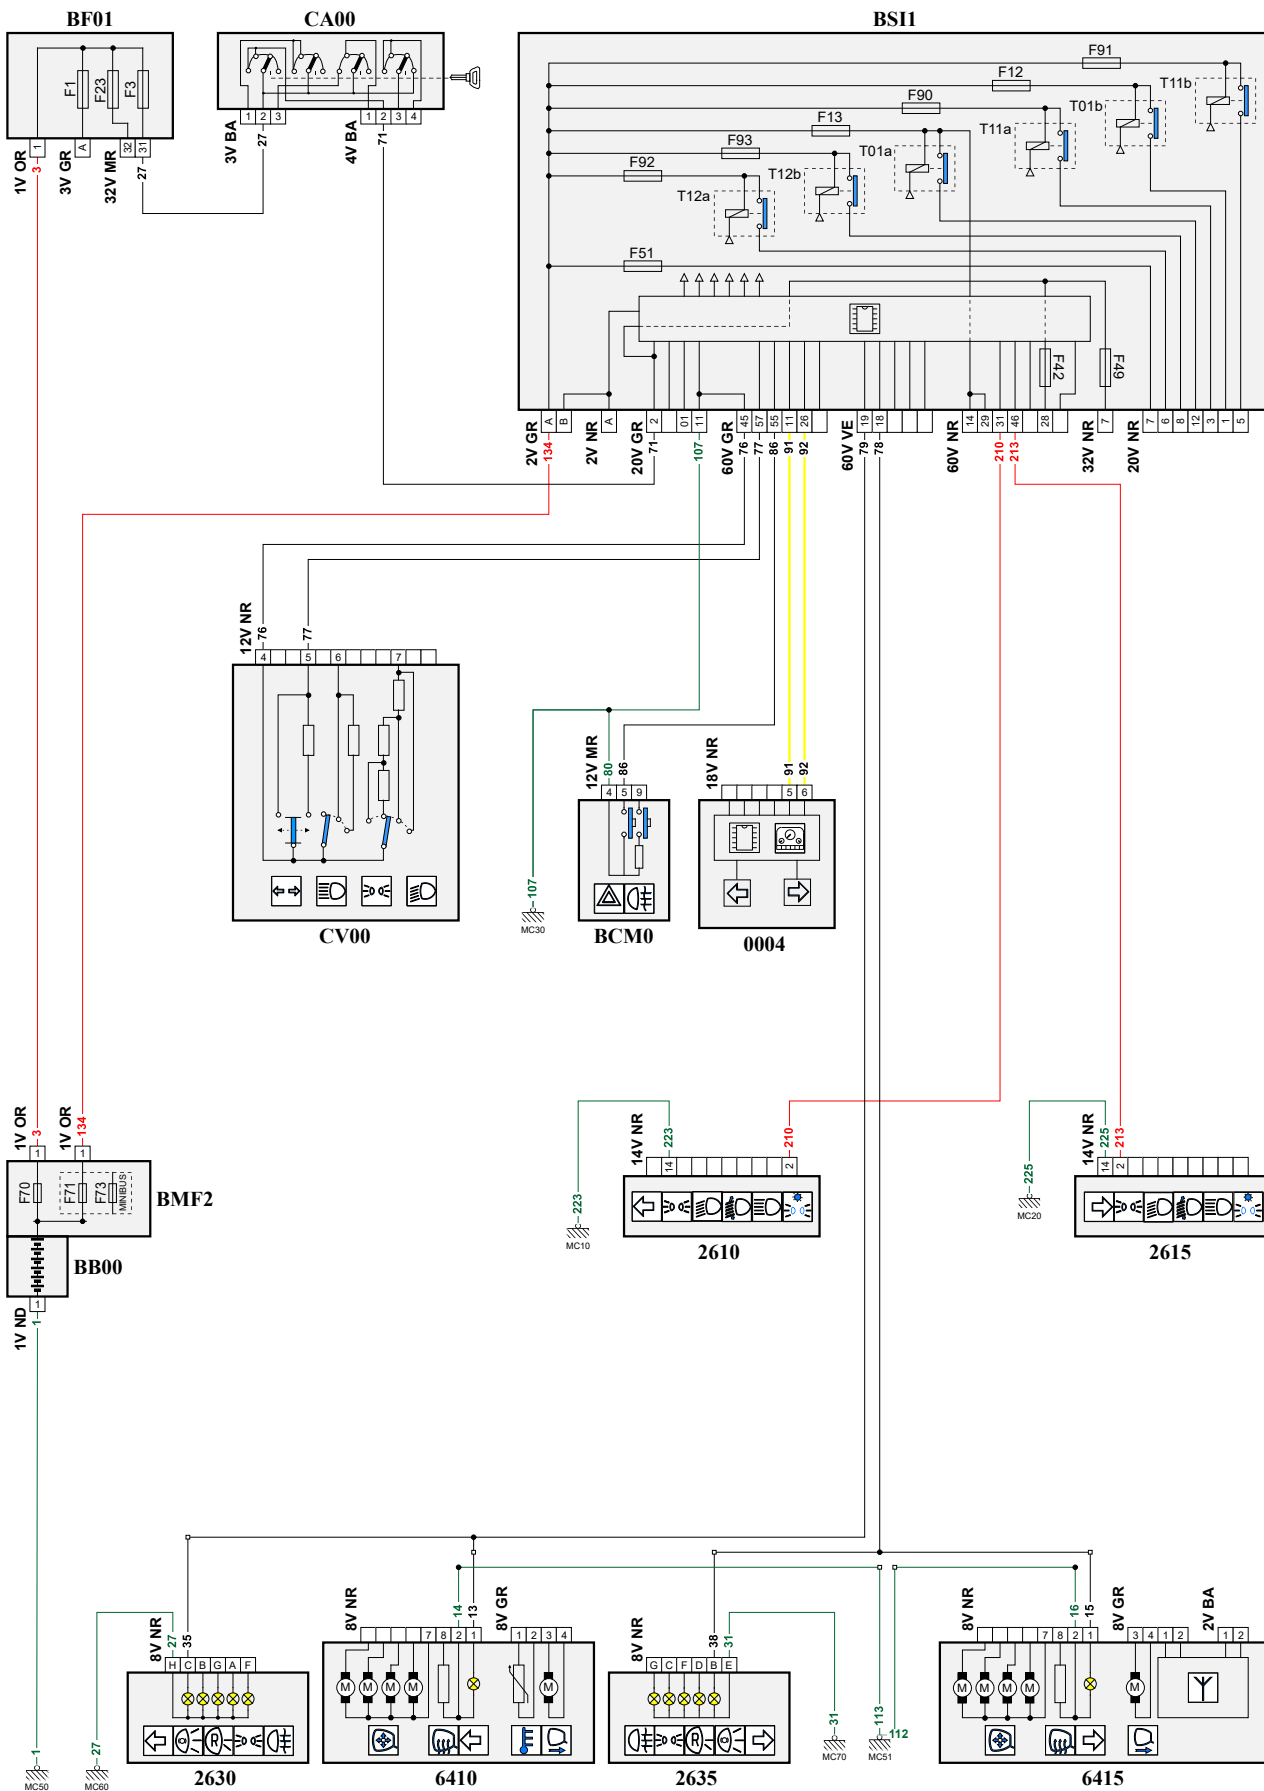 BF01
CA00
BSI1
F1
F23
F3
1
A
32
31
1V OR
3
3V GR
32V MR
27
1
2
3
3V BA
27
1
2
3
4
4V BA
71
F91
F12
F90
F13
F93
F92
F51
T11b
T01b
T11a
T01a
T12b
T12a
F42
F49
A
B
A
2
01
11
45
57
55
11
26
19
18
14
29
31
46
28
7
7
6
8
12
3
1
5
2V GR
134
2V NR
20V GR
71
107
60V GR
76
77
86
91
92
60V VE
79
78
60V NR
210
213
32V NR
20V NR
12V NR
76
77
4
5
6
7
CV00
107
MC30
12V MR
80
86
4
5
9
BCM0
18V NR
91
92
5
6
0004
1V OR
3
1V OR
134
1
1
F70
F71
F73
MINIBUS
BMF2
BB00
1
1V ND
1
223
MC10
14V NR
223
210
14
2
2610
225
MC20
14V NR
225
213
14
2
2615
1
MC50
27
MC60
8V NR
27
35
H
C
B
G
A
F
R
2630
8V NR
14
13
8V GR
7
8
2
1
1
2
3
4
M
M
M
M
M
6410
8V NR
38
31
G
C
F
D
B
E
R
2635
31
MC70
113
MC51
112
8V NR
16
15
8V GR
2V BA
7
8
2
1
3
4
1
2
1
2
M
M
M
M
M
6415